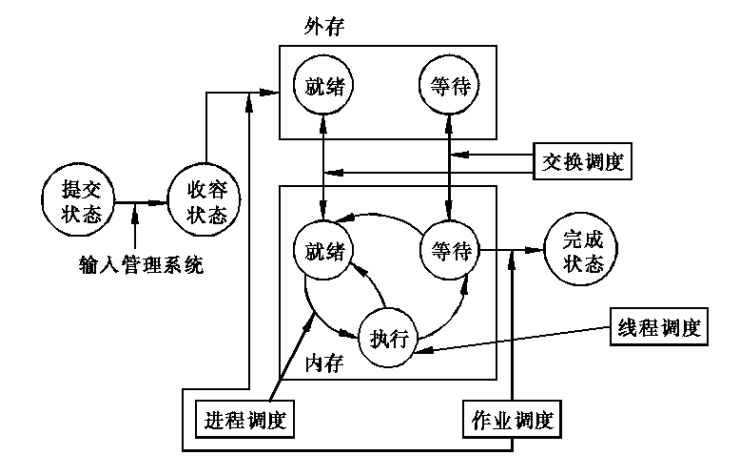 外存
就绪
等待
交换调度
提交
状态
收容
状态
输入管理系统
就绪
等待
完成
状态
执行
线程调度
内存
进程调度
作业调度